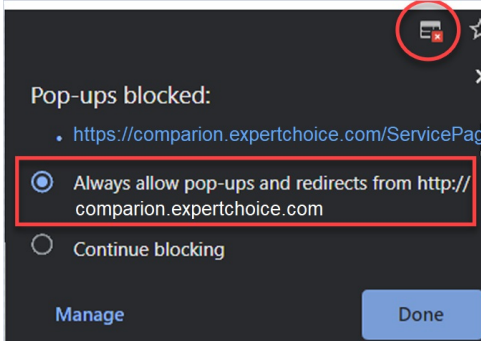 Pop-ups blocked:
https://comparion.expertchoice.com/ServicePag
Always allow pop-ups and redirects from http://
comparion.expertchoice.com
Continue blocking
Manage
Done